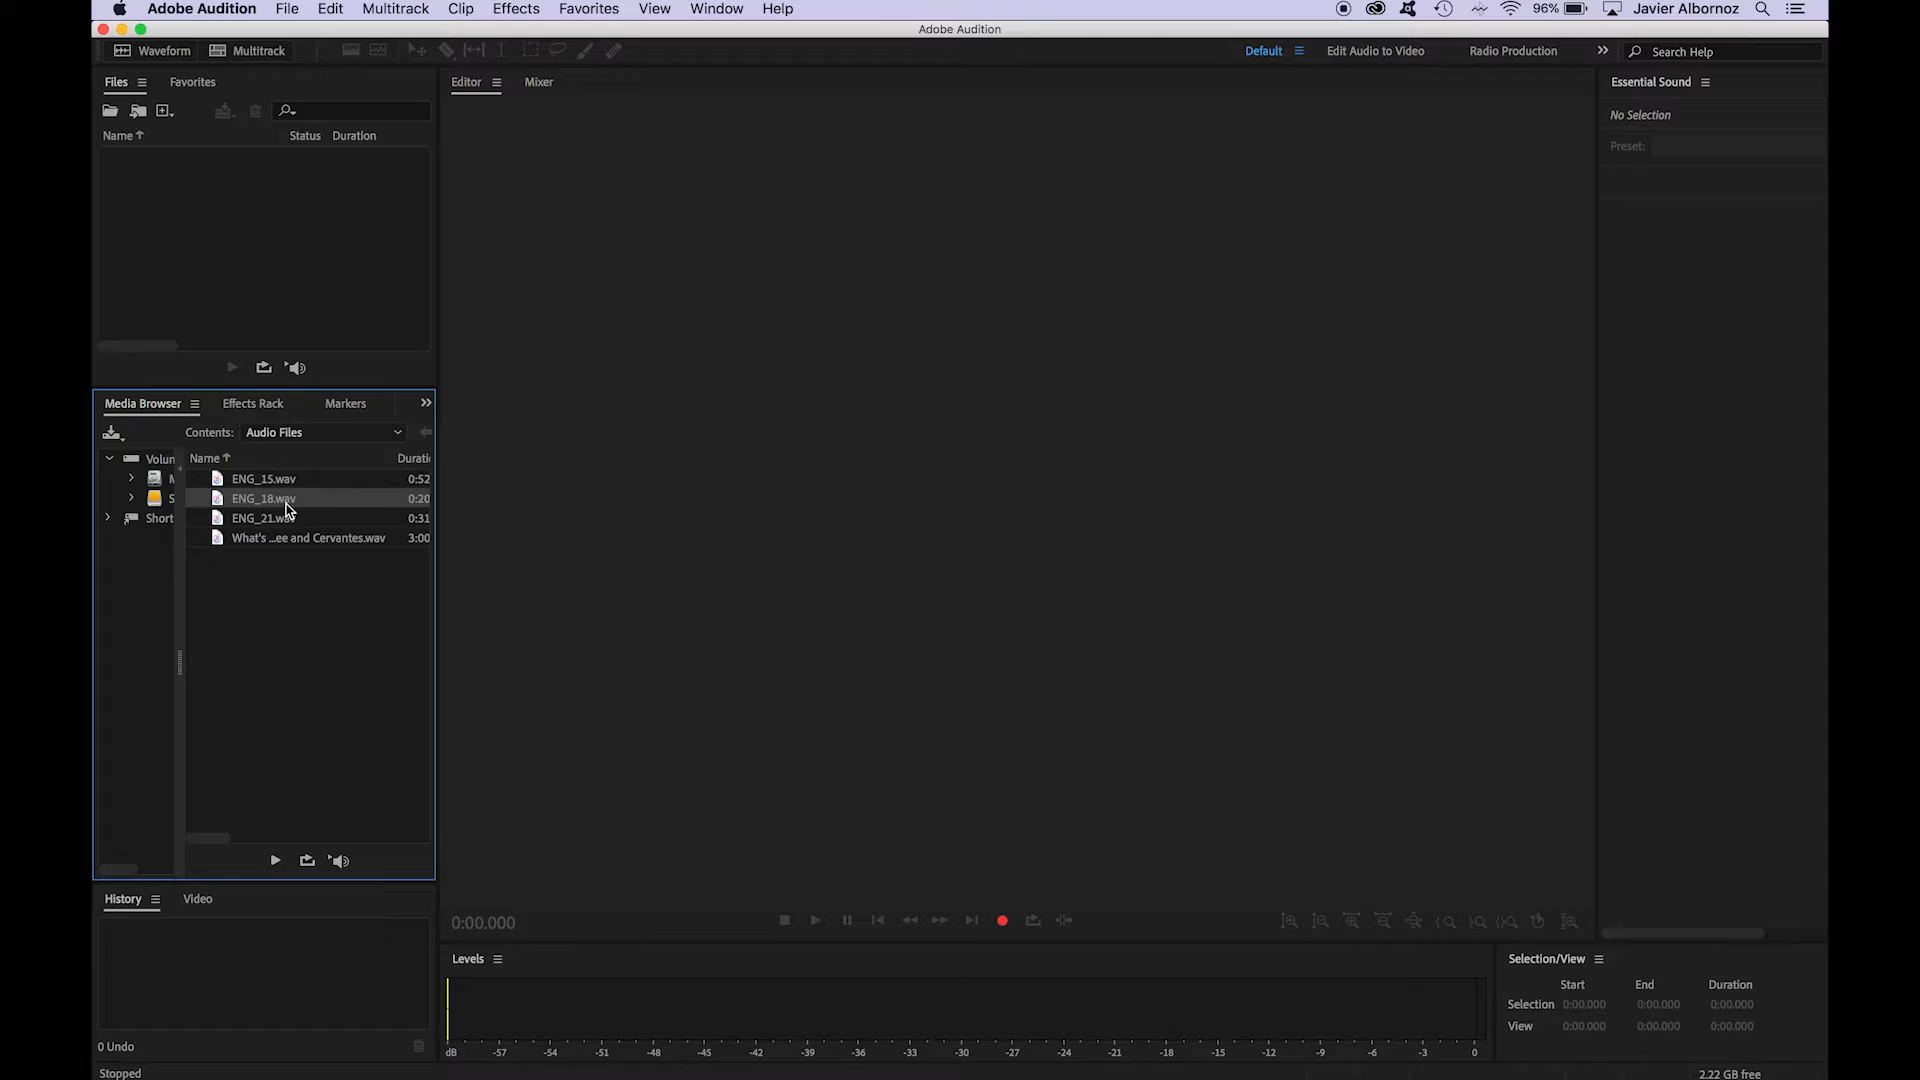 Adobe Audition File Edit Multitrack Clip Effects Favorites View Window Help 96% Javier Albornoz
Adobe Audition
Waveform Multitrack Default Edit Audio to Video Radio Production Search Help
Files Favorites Editor Mixer Essential Sound
No Selection
Name Status Duration
Preset:
Media Browser Effects Rack Markers
Contents: Audio Files
Volun Name Durati
M ENG_15.wav 0:52
S ENG_18.wav 0:20
Short ENG_21.wav 0:31
What's ...ee and Cervantes.wav 3:00
History Video
0:00.000
Levels Selection/View
Start End Duration
Selection 0:00.000 0:00.000 0:00.000
View 0:00.000 0:00.000 0:00.000
0 Undo
dB -57 -54 -51 -48 -45 -42 -39 -36 -33 -30 -27 -24 -21 -18 -15 -12 -9 -6 -3 0
Stopped 2.22 GB free